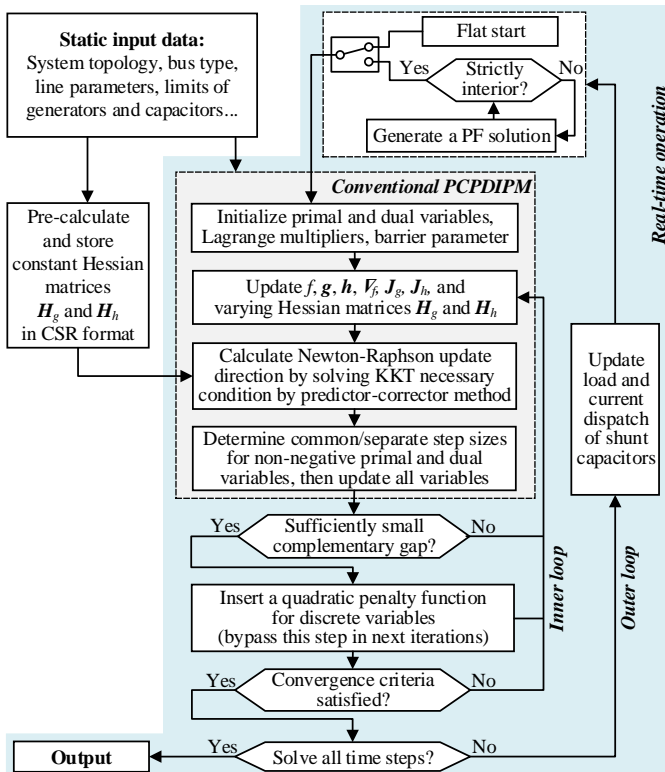 Static input data:
System topology, bus type,
line parameters, limits of
generators and capacitors...
Flat start
Yes
Strictly
interior?
No
Generate a PF solution
Real-time operation
Conventional PCPDIPM
Initialize primal and dual variables,
Lagrange multipliers, barrier parameter
Pre-calculate
and store
constant Hessian
matrices
H_g and H_h
in CSR format
Update f, g, h, ∇_f, J_g, J_h, and
varying Hessian matrices H_g and H_h
Calculate Newton-Raphson update
direction by solving KKT necessary
condition by predictor-corrector method
Determine common/separate step sizes
for non-negative primal and dual
variables, then update all variables
Update
load and
current
dispatch
of shunt
capacitors
Yes
Sufficiently small
complementary gap?
No
Insert a quadratic penalty function
for discrete variables
(bypass this step in next iterations)
Inner loop
Outer loop
Yes
Convergence criteria
satisfied?
No
Output
Yes
Solve all time steps?
No